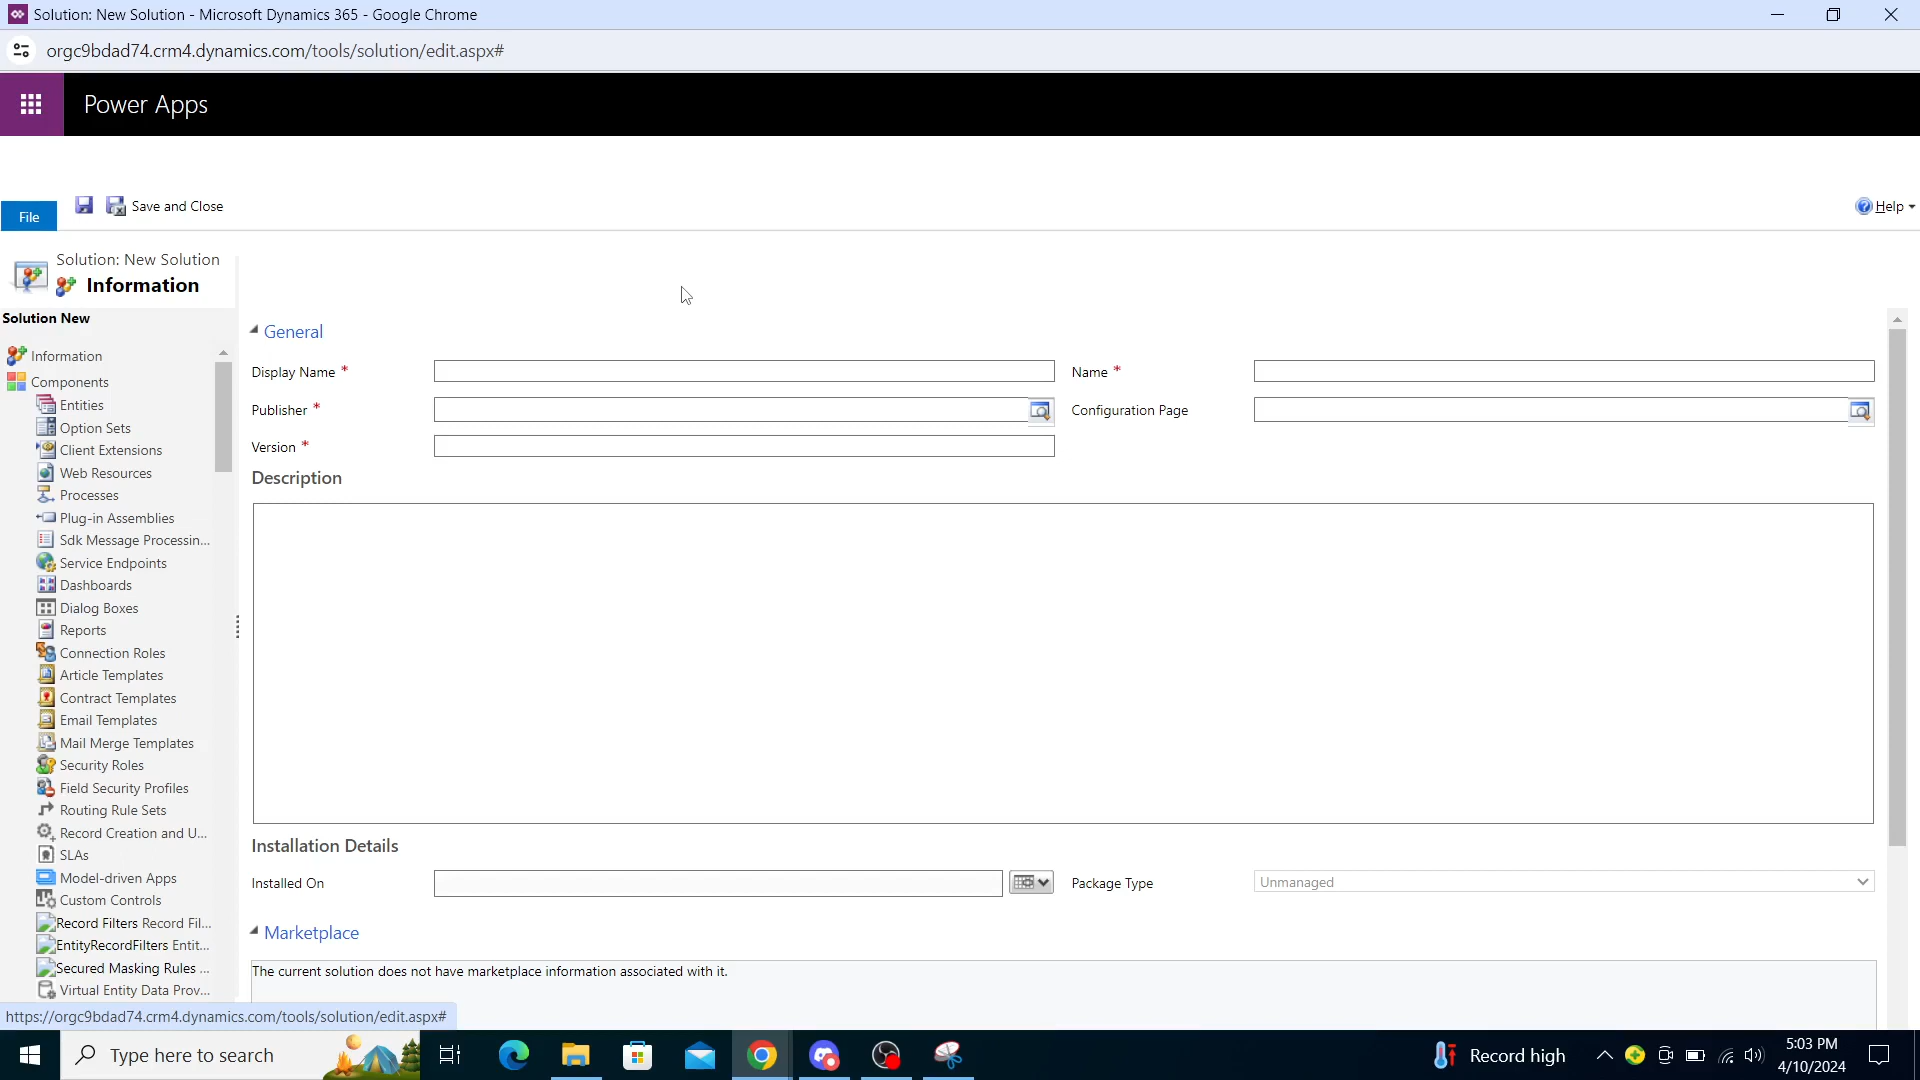 Solution: New Solution - Microsoft Dynamics 365 - Google Chrome
orgc9bdad74.crm4.dynamics.com/tools/solution/edit.aspx#
Power Apps
File
Save and Close
Help
Solution: New Solution
Information
Solution New
Information
Components
Entities
Option Sets
Client Extensions
Web Resources
Processes
Plug-in Assemblies
Sdk Message Processin...
Service Endpoints
Dashboards
Dialog Boxes
Reports
Connection Roles
Article Templates
Contract Templates
Email Templates
Mail Merge Templates
Security Roles
Field Security Profiles
Routing Rule Sets
Record Creation and U...
SLAs
Model-driven Apps
Custom Controls
Record Filters Record Fil...
EntityRecordFilters Entit...
Secured Masking Rules ...
Virtual Entity Data Prov...
General
Display Name *
Name *
Publisher *
Configuration Page
Version *
Description
Installation Details
Installed On
Package Type
Unmanaged
Marketplace
The current solution does not have marketplace information associated with it.
https://orgc9bdad74.crm4.dynamics.com/tools/solution/edit.aspx#
Type here to search
Record high
5:03 PM
4/10/2024